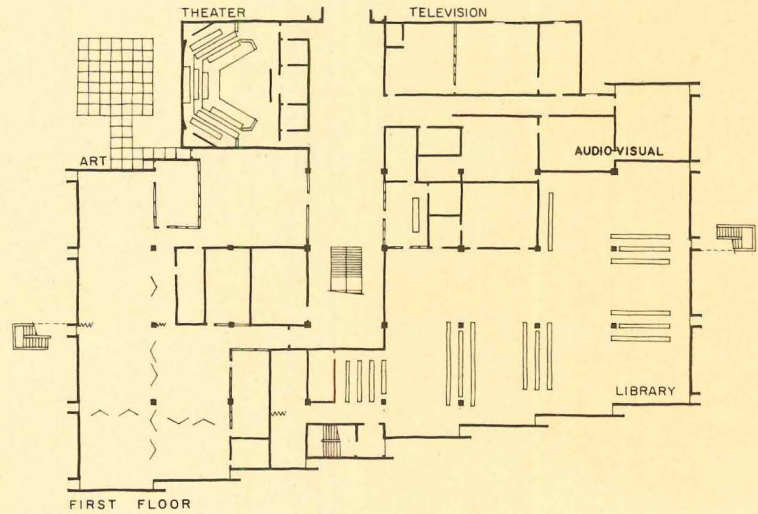 THEATER
TELEVISION
ART
AUDIO-VISUAL
LIBRARY
FIRST FLOOR